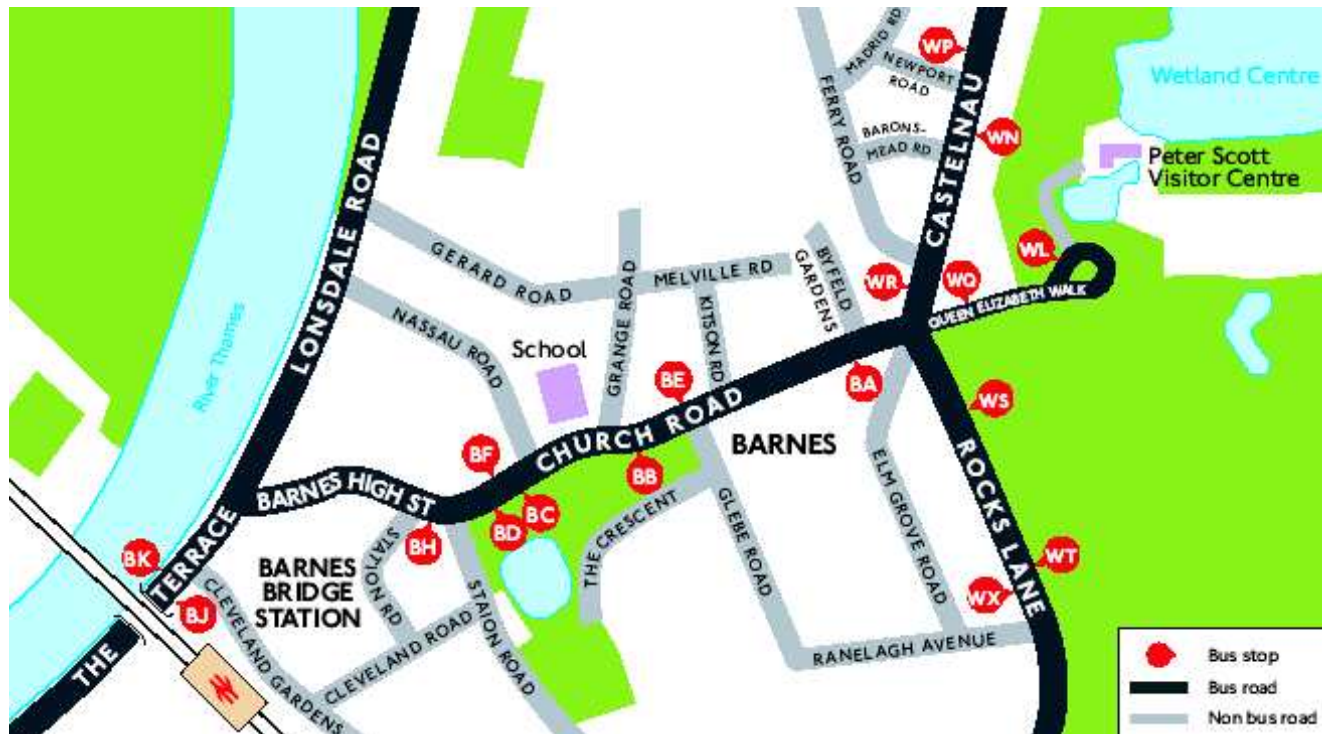 WP
MADRID RD
NEWPORT
ROAD
Wetland Centre
FERRY ROAD
CASTELNAU
BARONS-
MEAD RD
WN
Peter Scott
Visitor Centre
LONSDALE ROAD
GERARD ROAD
MELVILLE RD
BYFELD
GARDENS
WL
WR
WQ
QUEEN ELIZABETH WALK
NASSAU ROAD
GRANGE ROAD
KITSON RD
River Thames
School
BE
BA
WS
CHURCH ROAD
BARNES
ROCKS LANE
BF
BB
BARNES HIGH ST
BC
BD
BH
ELM GROVE ROAD
GLEBE ROAD
THE CRESCENT
THE TERRACE
BK
BJ
BARNES
BRIDGE
STATION
STATION RD
STAION ROAD
CLEVELAND ROAD
CLEVELAND GARDENS
WT
WX
RANELAGH AVENUE
Bus stop
Bus road
Non bus road